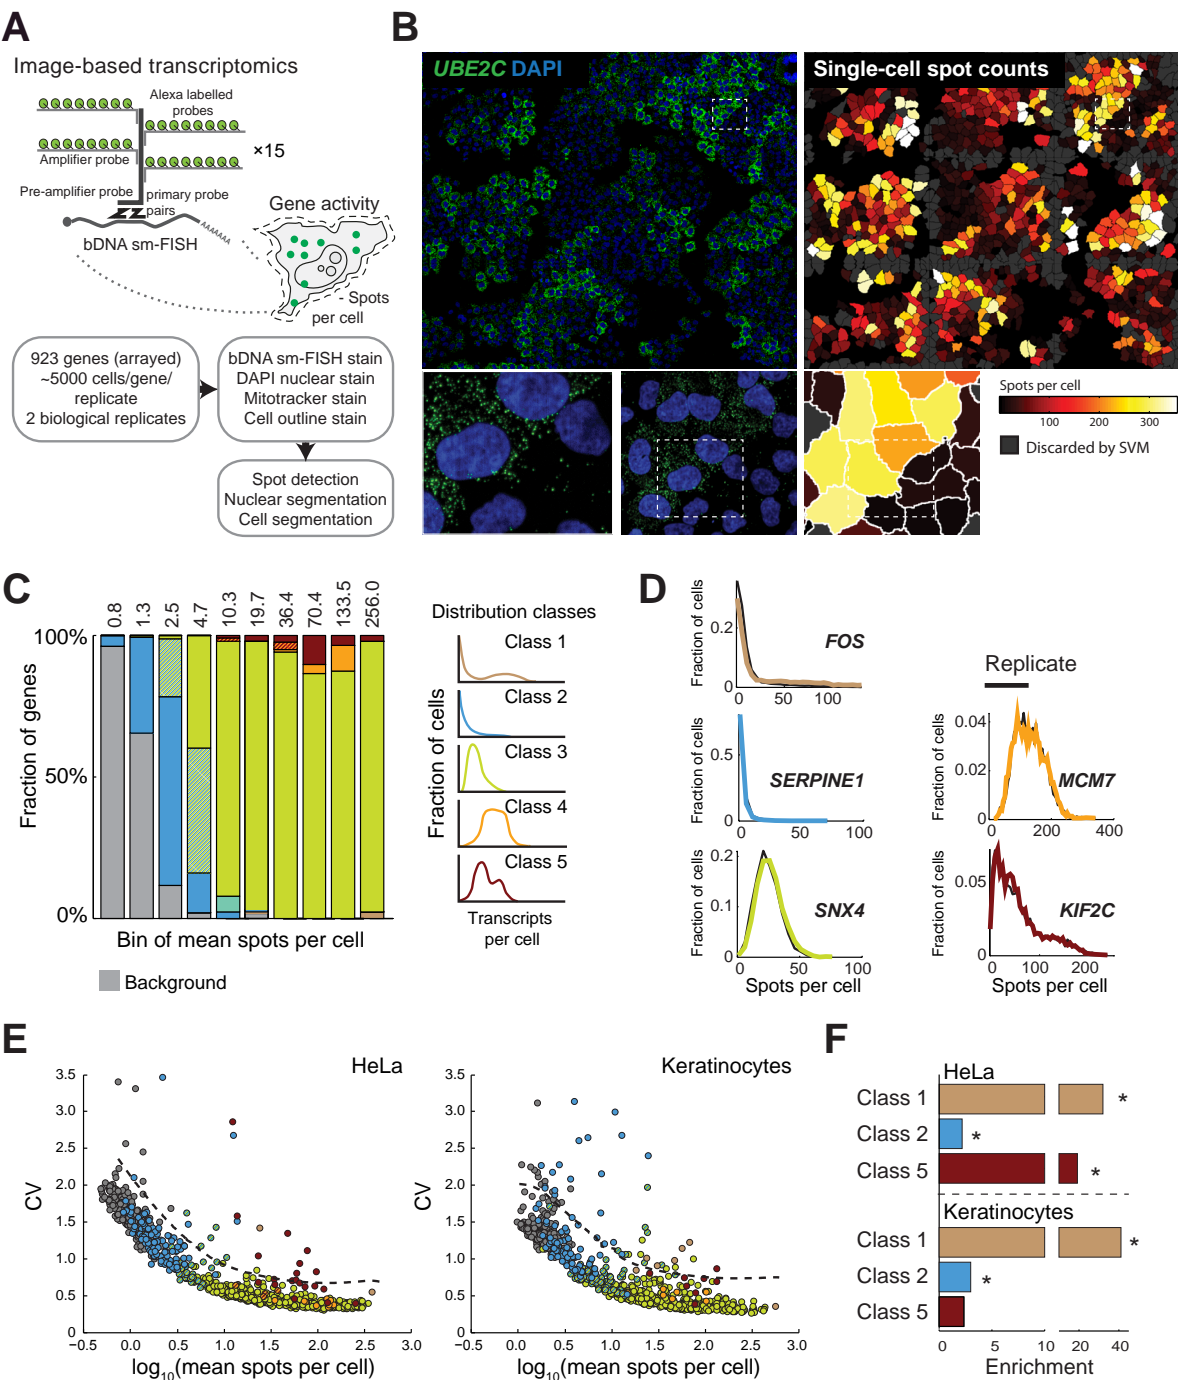 A
Image-based transcriptomics
Alexa labelled
probes
Amplifier probe
×15
Pre-amplifier probe
primary probe
pairs
AAAAAAA
bDNA sm-FISH
Gene activity
Spots
per cell
923 genes (arrayed)
~5000 cells/gene/
replicate
2 biological replicates
bDNA sm-FISH stain
DAPI nuclear stain
Mitotracker stain
Cell outline stain
Spot detection
Nuclear segmentation
Cell segmentation
B
UBE2C DAPI
Single-cell spot counts
Spots per cell
100 200 300
Discarded by SVM
C
0.8 1.3 2.5 4.7 10.3 19.7 36.4 70.4 133.5 256.0
100%
50%
0%
Fraction of genes
Bin of mean spots per cell
Background
Distribution classes
Class 1
Class 2
Class 3
Class 4
Class 5
Fraction of cells
Transcripts
per cell
D
Fraction of cells
0.2
0
0 50 100
FOS
Fraction of cells
0.5
0
0 50 100
SERPINE1
Fraction of cells
0.2
0.1
0
0 50 100
SNX4
Spots per cell
Replicate
Fraction of cells
0.04
0.02
0
0 200 400
MCM7
Fraction of cells
0.05
0
0 100 200
KIF2C
Spots per cell
E
HeLa
CV
3.5
3.0
2.5
2.0
1.5
1.0
0.5
0
−0.5 0.0 0.5 1.0 1.5 2.0 2.5 3.0
log10(mean spots per cell)
Keratinocytes
CV
3.5
3.0
2.5
2.0
1.5
1.0
0.5
0
−0.5 0.0 0.5 1.0 1.5 2.0 2.5 3.0
log10(mean spots per cell)
F
HeLa
Class 1 *
Class 2 *
Class 5 *
Keratinocytes
Class 1 *
Class 2 *
Class 5
0 5 10 20 40
Enrichment